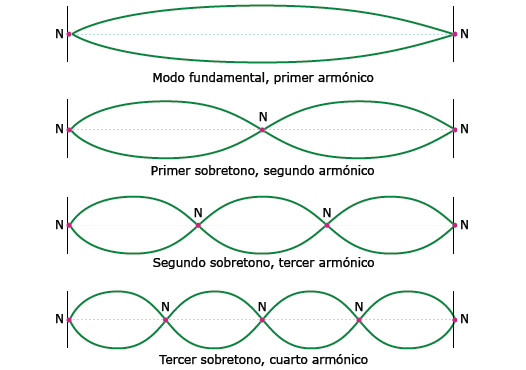 N N
Modo fundamental, primer armónico
N N N
Primer sobretono, segundo armónico
N N N N
Segundo sobretono, tercer armónico
N N N N N
Tercer sobretono, cuarto armónico